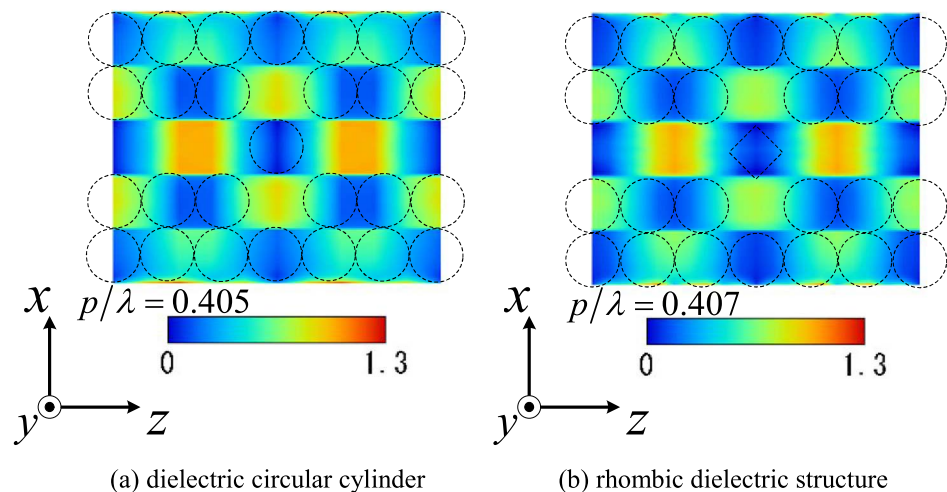 p/λ = 0.405
0 1.3
x
y z
(a) dielectric circular cylinder
p/λ = 0.407
0 1.3
x
y z
(b) rhombic dielectric structure